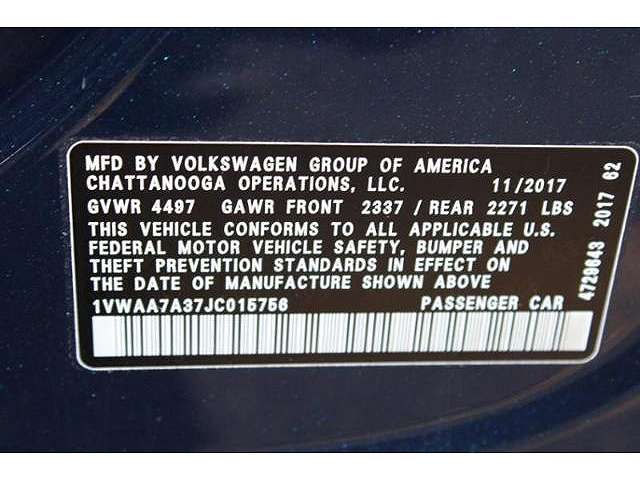 MFD BY VOLKSWAGEN GROUP OF AMERICA
CHATTANOOGA OPERATIONS, LLC. 11/2017
GVWR 4497 GAWR FRONT 2337 / REAR 2271 LBS
THIS VEHICLE CONFORMS TO ALL APPLICABLE U.S.
FEDERAL MOTOR VEHICLE SAFETY, BUMPER AND
THEFT PREVENTION STANDARDS IN EFFECT ON
THE DATE OF MANUFACTURE SHOWN ABOVE
1VWAA7A37JC015756 PASSENGER CAR
4729643 2017 62